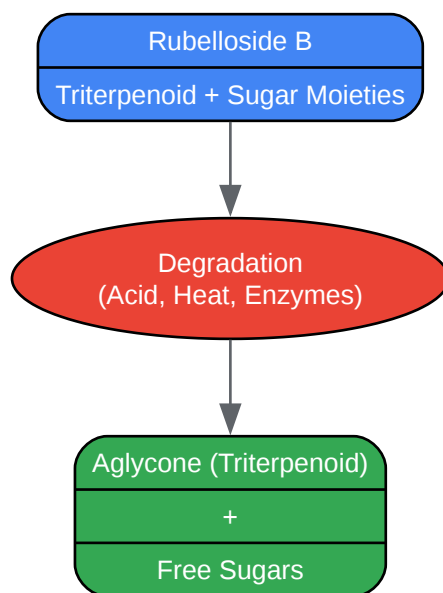 Rubelloside B
Triterpenoid + Sugar Moieties
Degradation
(Acid, Heat, Enzymes)
Aglycone (Triterpenoid)
+
Free Sugars